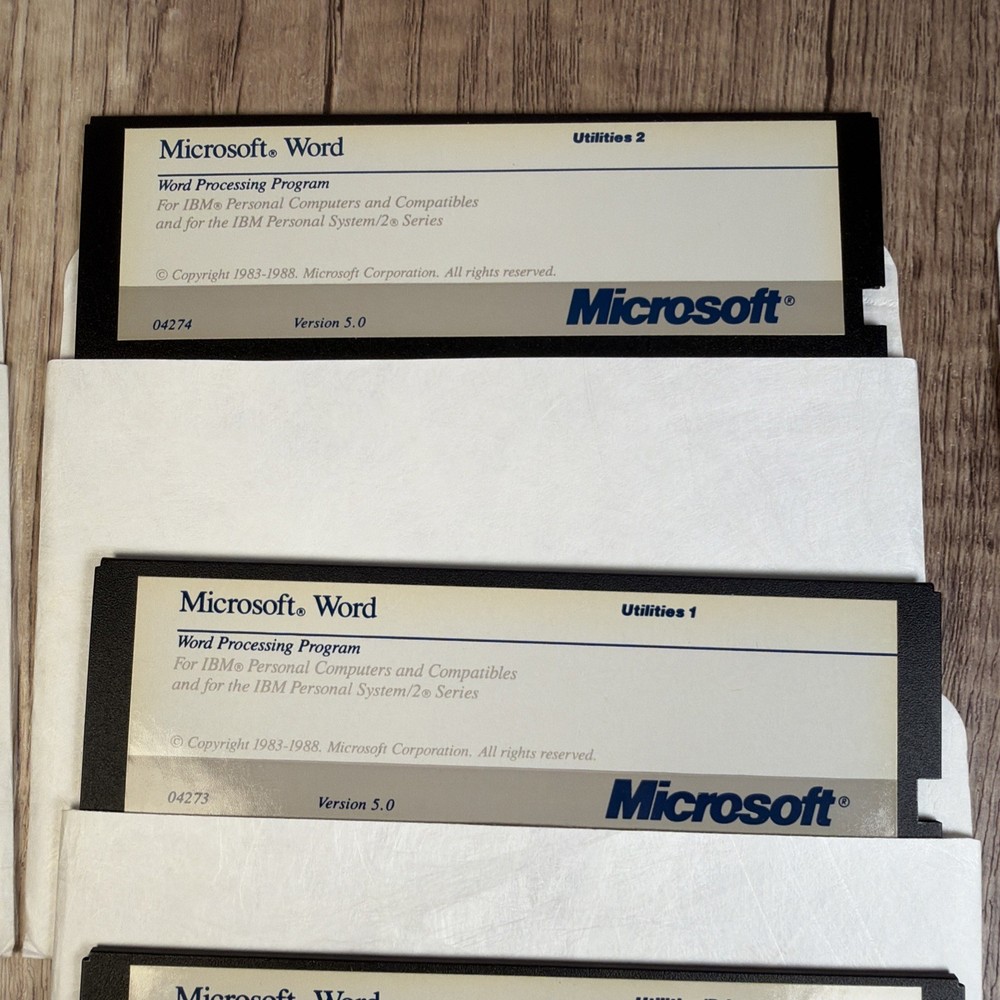 Microsoft® Word
Utilities 2
Word Processing Program
For IBM® Personal Computers and Compatibles
and for the IBM Personal System/2® Series
© Copyright 1983-1988. Microsoft Corporation. All rights reserved.
04274
Version 5.0
Microsoft®
Microsoft® Word
Utilities 1
Word Processing Program
For IBM® Personal Computers and Compatibles
and for the IBM Personal System/2® Series
© Copyright 1983-1988. Microsoft Corporation. All rights reserved.
04273
Version 5.0
Microsoft®
Microsoft® Word